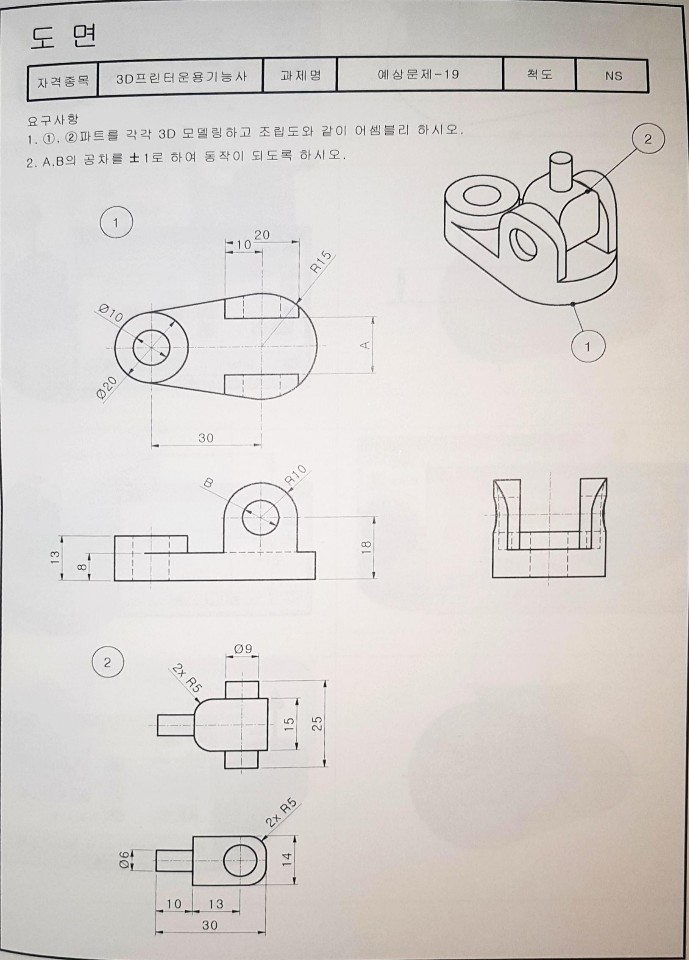 도 면
자격종목 3D프린터운용기능사 과제명 예상문제-19 척도 NS
요구사항
1. ①, ②파트를 각각 3D 모델링하고 조립도와 같이 어셈블리 하시오.
2. A,B의 공차를 ±1로 하여 동작이 되도록 하시오.
2
1
1
20
10
R15
Ø10
Ø20
A
30
B
R10
13
8
18
2
Ø9
2x R5
15
25
2x R5
Ø6
14
10
13
30